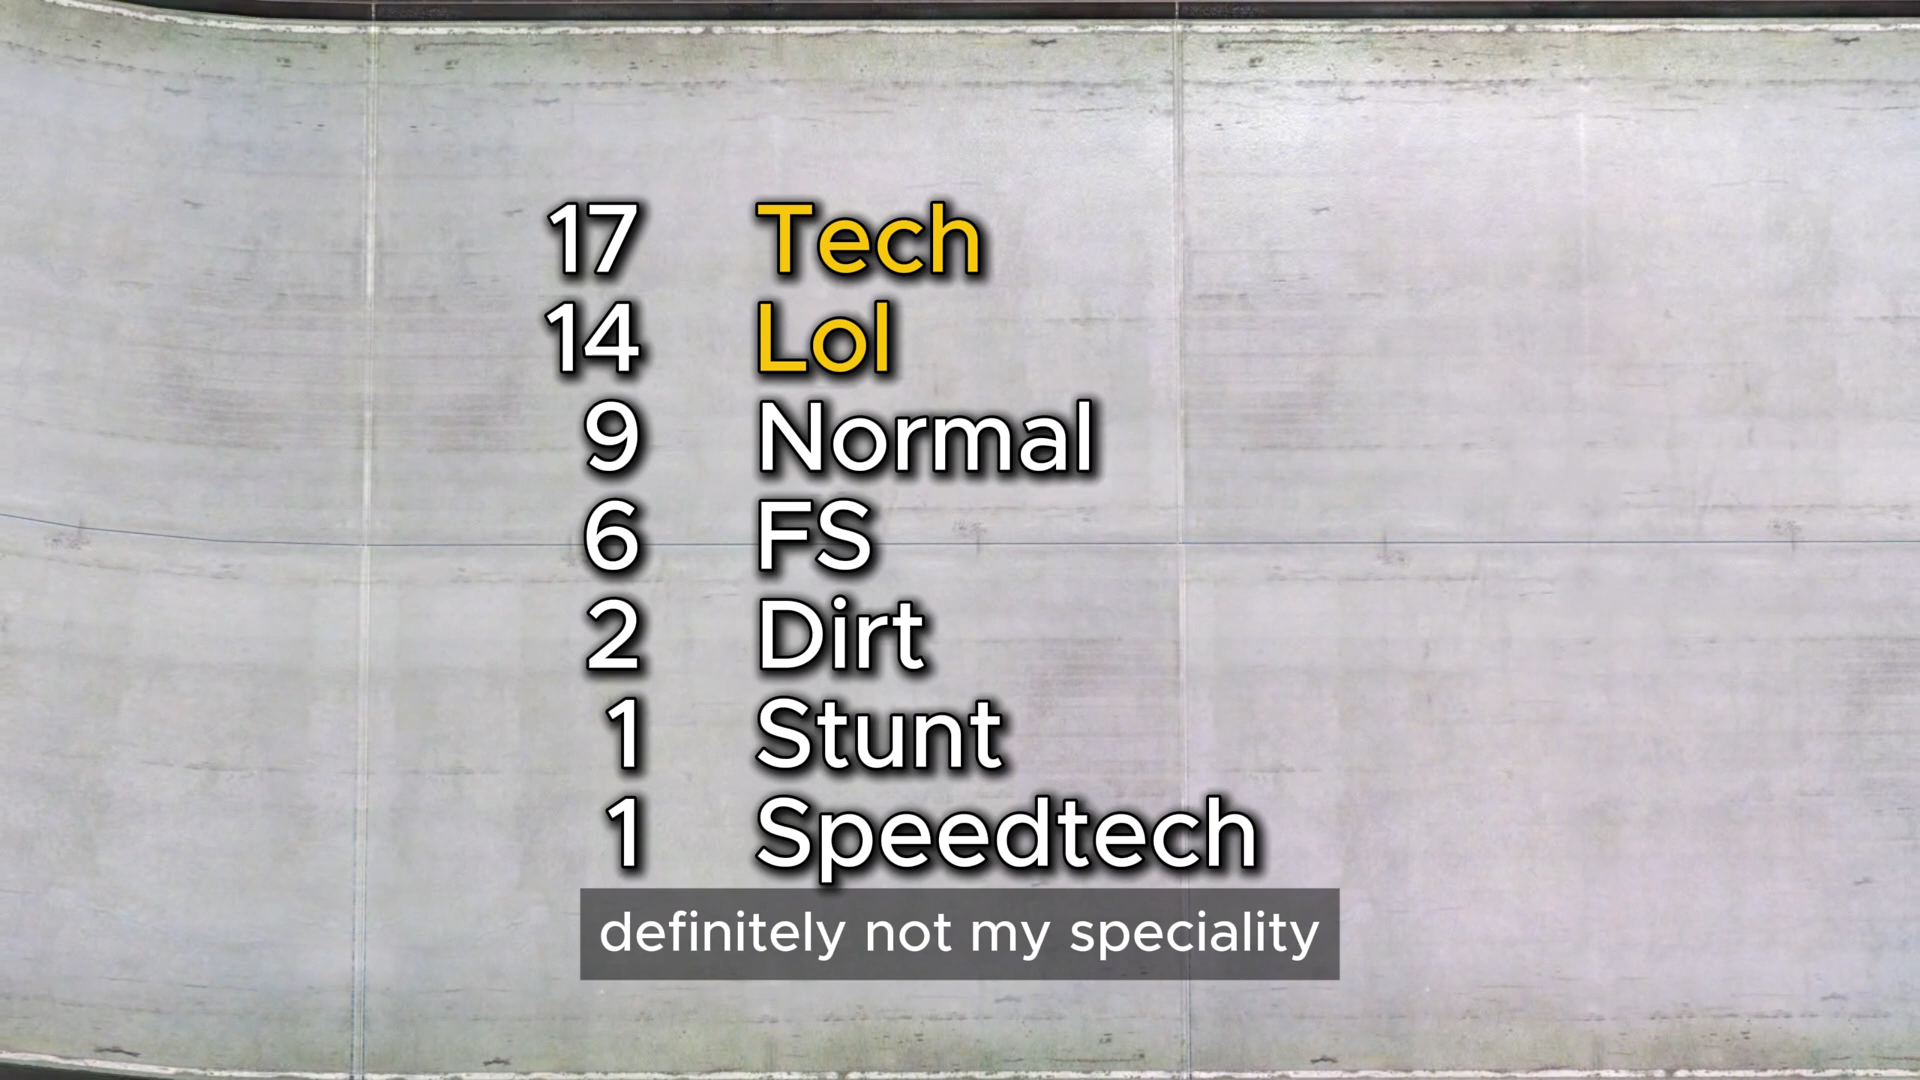 17 Tech
14 Lol
9 Normal
6 FS
2 Dirt
1 Stunt
1 Speedtech
definitely not my speciality